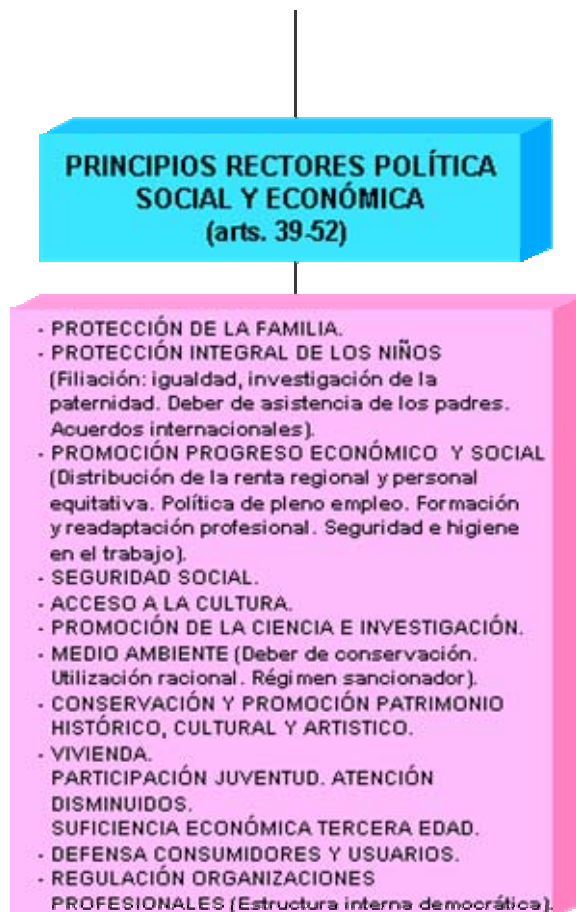 PRINCIPIOS RECTORES POLÍTICA
SOCIAL Y ECONÓMICA
(arts. 39-52)
- PROTECCIÓN DE LA FAMILIA.
- PROTECCIÓN INTEGRAL DE LOS NIÑOS
(Filiación: igualdad, investigación de la
paternidad. Deber de asistencia de los padres.
Acuerdos internacionales).
- PROMOCIÓN PROGRESO ECONÓMICO Y SOCIAL
(Distribución de la renta regional y personal
equitativa. Política de pleno empleo. Formación
y readaptación profesional. Seguridad e higiene
en el trabajo).
- SEGURIDAD SOCIAL.
- ACCESO A LA CULTURA.
- PROMOCIÓN DE LA CIENCIA E INVESTIGACIÓN.
- MEDIO AMBIENTE (Deber de conservación.
Utilización racional. Régimen sancionador).
- CONSERVACIÓN Y PROMOCIÓN PATRIMONIO
HISTÓRICO, CULTURAL Y ARTISTICO.
- VIVIENDA.
PARTICIPACIÓN JUVENTUD. ATENCIÓN
DISMINUIDOS.
SUFICIENCIA ECONÓMICA TERCERA EDAD.
- DEFENSA CONSUMIDORES Y USUARIOS.
- REGULACIÓN ORGANIZACIONES
PROFESIONALES (Estructura interna democrática).